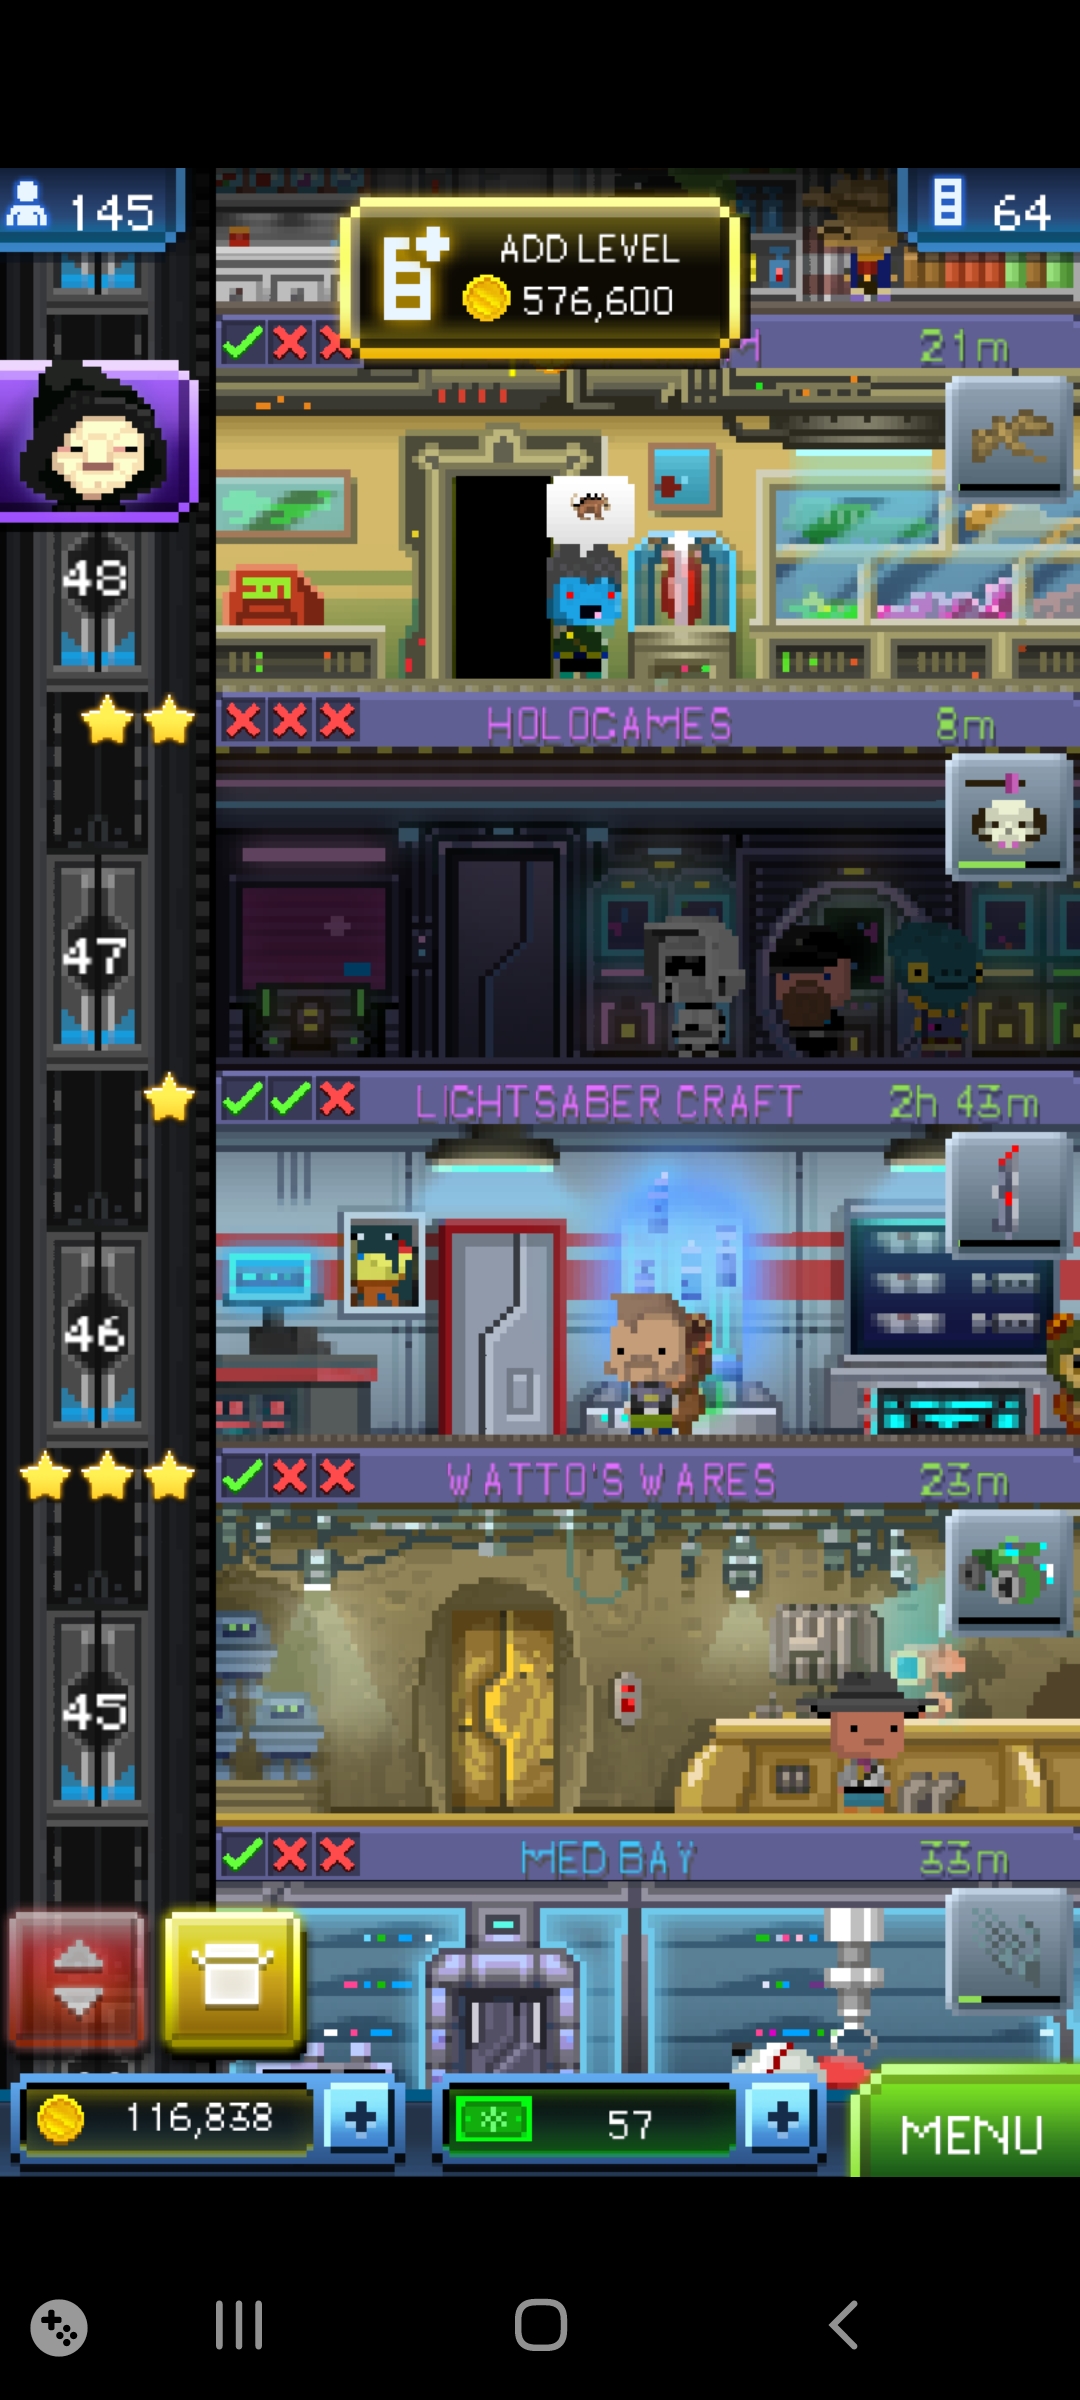 145
64
ADD LEVEL
576,600
21m
48
HOLOGAMES
8m
47
LIGHTSABER CRAFT
2h 43m
46
WATTO'S WARES
23m
45
MED BAY
33m
116,838
57
MENU